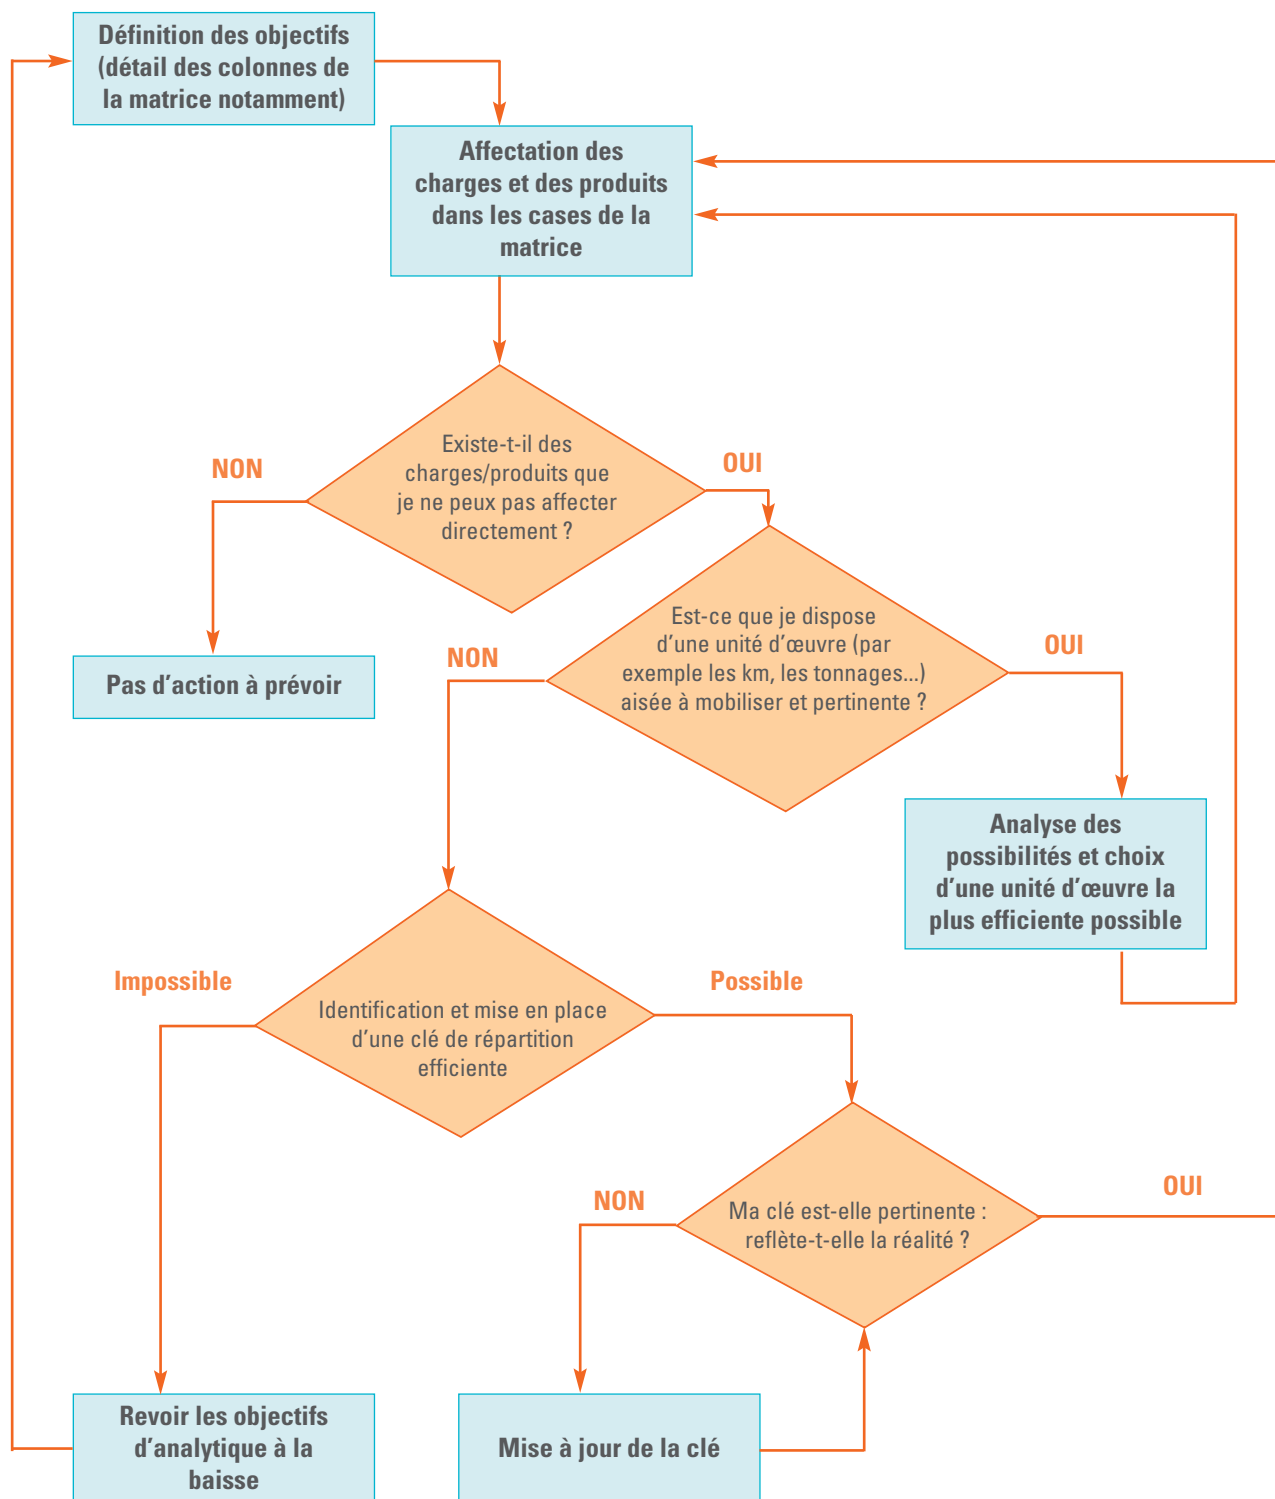 Définition des objectifs
(détail des colonnes de
la matrice notamment)
Affectation des
charges et des produits
dans les cases de la
matrice
Existe-t-il des
charges/produits que
je ne peux pas affecter
directement ?
NON
OUI
Pas d’action à prévoir
Est-ce que je dispose
d’une unité d’œuvre (par
exemple les km, les tonnages...)
aisée à mobiliser et pertinente ?
NON
OUI
Analyse des
possibilités et choix
d’une unité d’œuvre la
plus efficiente possible
Impossible
Possible
Identification et mise en place
d’une clé de répartition
efficiente
NON
OUI
Ma clé est-elle pertinente :
reflète-t-elle la réalité ?
Revoir les objectifs
d’analytique à la
baisse
Mise à jour de la clé